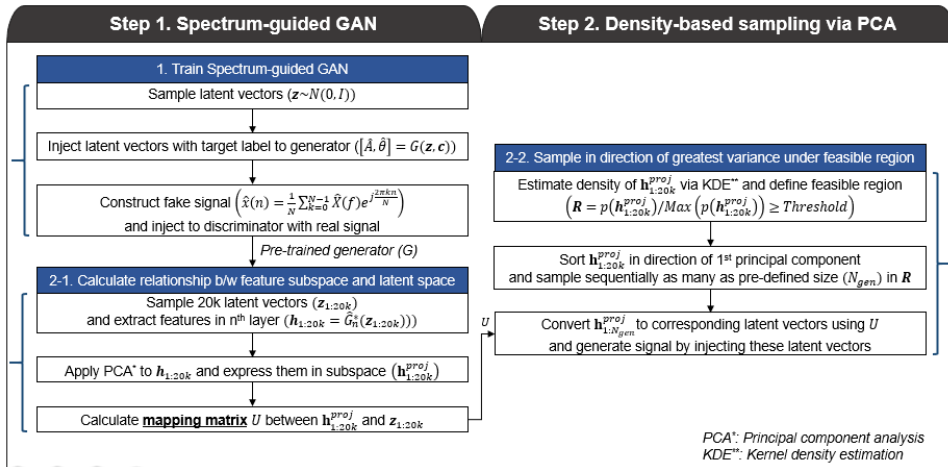 Step 1. Spectrum-guided GAN
1. Train Spectrum-guided GAN
Sample latent vectors (z~N(0, I))
Inject latent vectors with target label to generator ([Â, θ̂] = G(z, c))
Construct fake signal (x̂(n) = 1/N ∑_{k=0}^{N-1} X̂(f)e^{j2πkn/N})
and inject to discriminator with real signal
Pre-trained generator (G)
2-1. Calculate relationship b/w feature subspace and latent space
Sample 20k latent vectors (z_{1:20k})
and extract features in n^{th} layer (h_{1:20k} = Ĝ_n^*(z_{1:20k})))
Apply PCA* to h_{1:20k} and express them in subspace (h_{1:20k}^{proj})
Calculate mapping matrix U between h_{1:20k}^{proj} and z_{1:20k}
U
Step 2. Density-based sampling via PCA
2-2. Sample in direction of greatest variance under feasible region
Estimate density of h_{1:20k}^{proj} via KDE** and define feasible region
(R = p(h_{1:20k}^{proj})/Max(p(h_{1:20k}^{proj})) ≥ Threshold)
Sort h_{1:20k}^{proj} in direction of 1^{st} principal component
and sample sequentially as many as pre-defined size (N_{gen}) in R
Convert h_{1:N_{gen}}^{proj} to corresponding latent vectors using U
and generate signal by injecting these latent vectors
PCA*: Principal component analysis
KDE**: Kernel density estimation